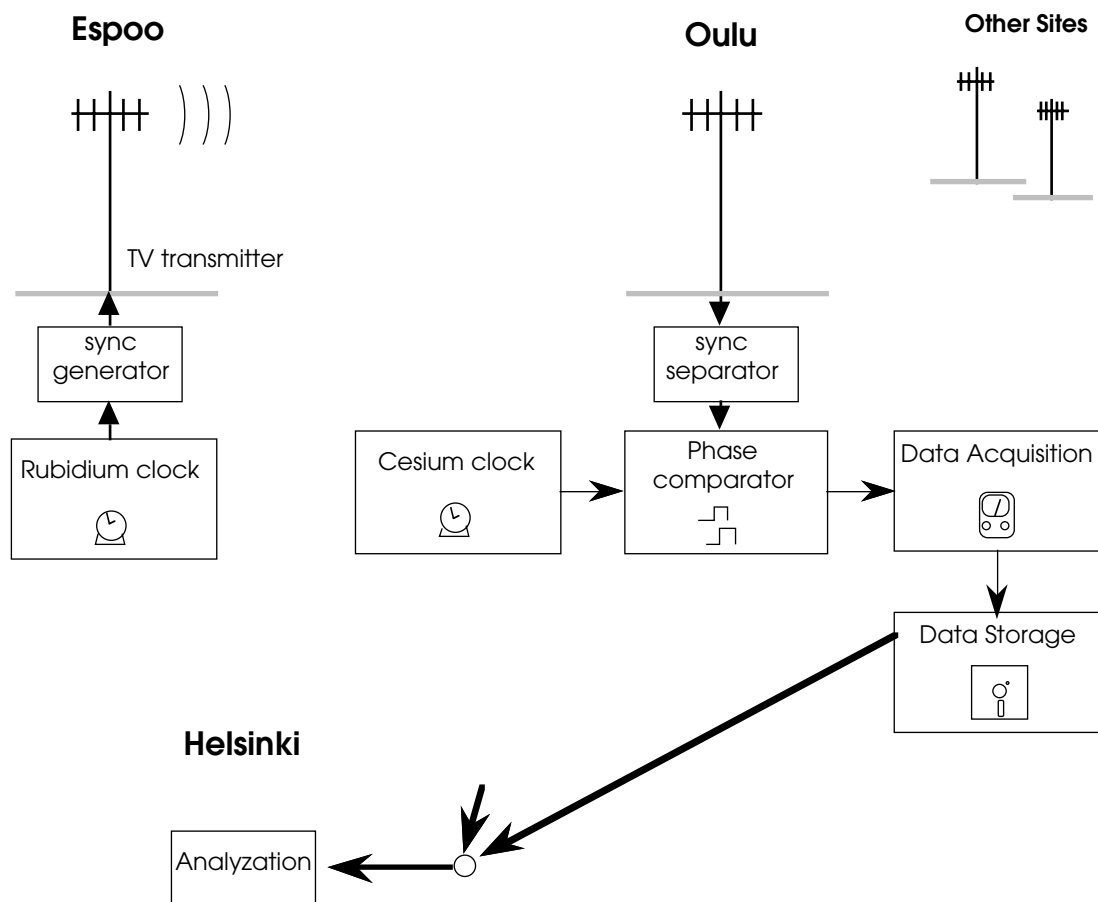 Espoo
Oulu
Other Sites
TV transmitter
sync
generator
sync
separator
Rubidium clock
Cesium clock
Phase
comparator
Data Acquisition
Data Storage
Helsinki
Analyzation